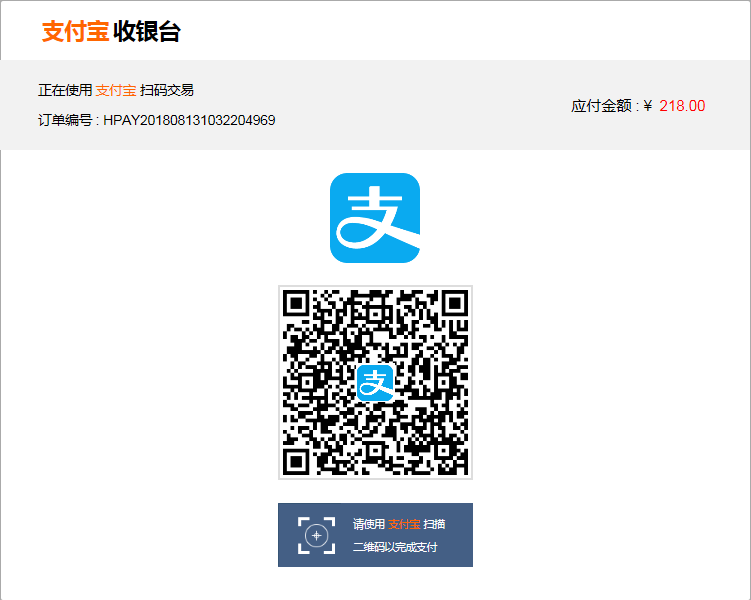 支付宝 收银台
正在使用 支付宝 扫码交易
应付金额 : ¥ 218.00
订单编号 : HPAY201808131032204969
支
支
请使用 支付宝 扫描
二维码以完成支付